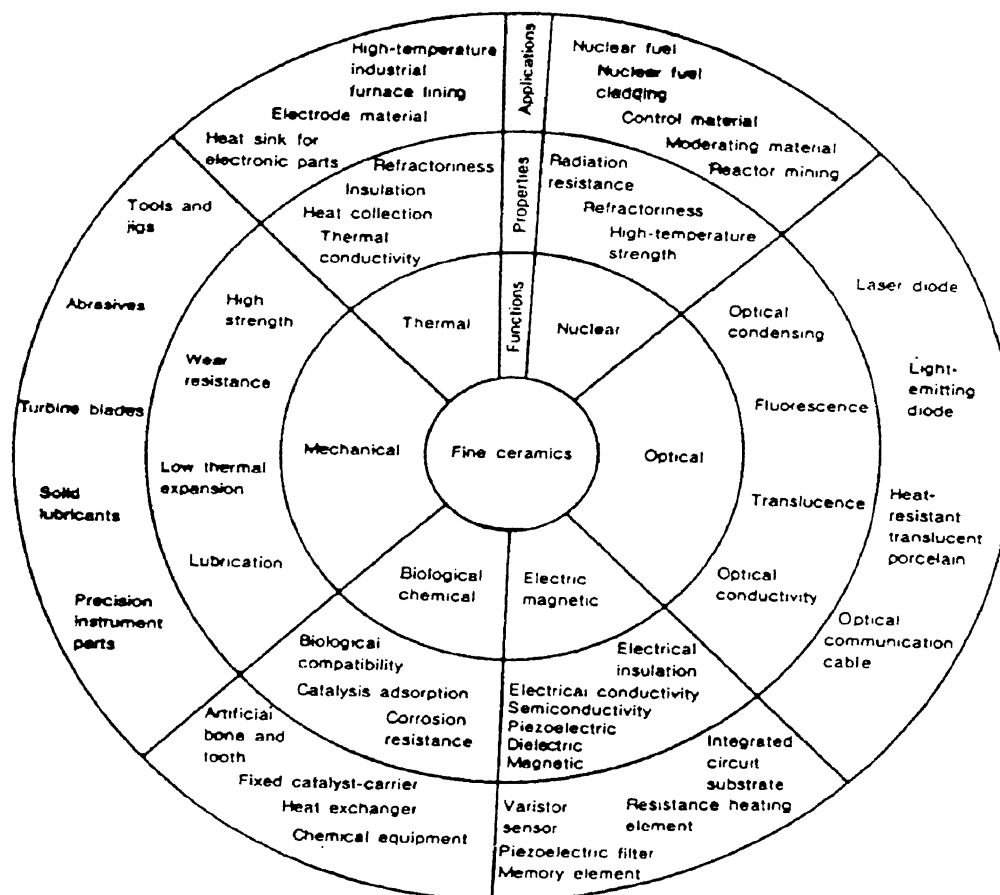 Fine ceramics
Functions
Properties
Applications
Thermal
Refractoriness
Insulation
Heat collection
Thermal
conductivity
High-temperature
industrial
furnace lining
Electrode material
Heat sink for
electronic parts
Nuclear
Radiation
resistance
Refractoriness
High-temperature
strength
Nuclear fuel
Nuclear fuel
cladding
Control material
Moderating material
Reactor mining
Optical
Optical
condensing
Fluorescence
Translucence
Optical
conductivity
Laser diode
Light-
emitting
diode
Heat-
resistant
translucent
porcelain
Optical
communication
cable
Electric
magnetic
Electrical
insulation
Electrical conductivity
Semiconductivity
Piezoelectric
Dielectric
Magnetic
Integrated
circuit
substrate
Resistance heating
element
Varistor
sensor
Piezoelectric filter
Memory element
Biological
chemical
Biological
compatibility
Catalysis adsorption
Corrosion
resistance
Artificial
bone and
tooth
Fixed catalyst-carrier
Heat exchanger
Chemical equipment
Mechanical
High
strength
Wear
resistance
Low thermal
expansion
Lubrication
Tools and
jigs
Abrasives
Turbine blades
Solid
lubricants
Precision
instrument
parts